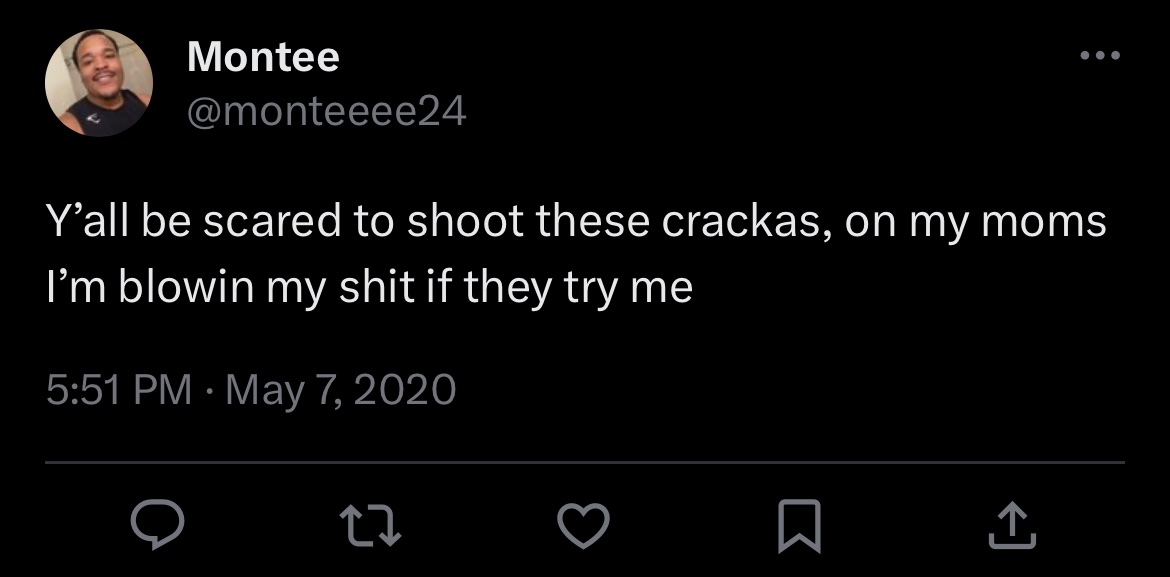 Montee
@monteeee24
Y’all be scared to shoot these crackas, on my moms
I’m blowin my shit if they try me
5:51 PM · May 7, 2020